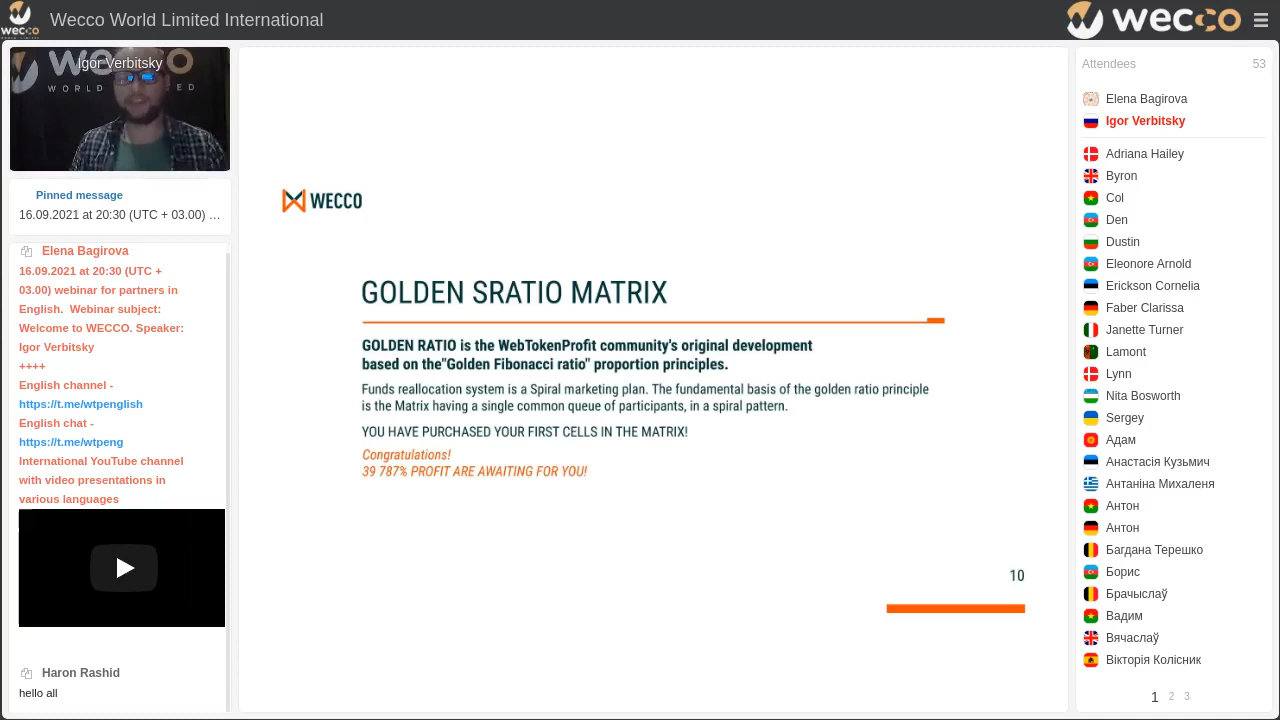 wecco
Wecco World Limited International
wecco
Igor Verbitsky
Pinned message
16.09.2021 at 20:30 (UTC + 03.00) …
Elena Bagirova
16.09.2021 at 20:30 (UTC +
03.00) webinar for partners in
English. Webinar subject:
Welcome to WECCO. Speaker:
Igor Verbitsky
++++
English channel -
https://t.me/wtpenglish
English chat -
https://t.me/wtpeng
International YouTube channel
with video presentations in
various languages
Haron Rashid
hello all
WECCO
GOLDEN SRATIO MATRIX
GOLDEN RATIO is the WebTokenProfit community's original development
based on the"Golden Fibonacci ratio" proportion principles.
Funds reallocation system is a Spiral marketing plan. The fundamental basis of the golden ratio principle
is the Matrix having a single common queue of participants, in a spiral pattern.
YOU HAVE PURCHASED YOUR FIRST CELLS IN THE MATRIX!
Congratulations!
39 787% PROFIT ARE AWAITING FOR YOU!
10
Attendees 53
Elena Bagirova
Igor Verbitsky
Adriana Hailey
Byron
Col
Den
Dustin
Eleonore Arnold
Erickson Cornelia
Faber Clarissa
Janette Turner
Lamont
Lynn
Nita Bosworth
Sergey
Адам
Анастасія Кузьмич
Антаніна Михаленя
Антон
Антон
Багдана Терешко
Борис
Брачыслаў
Вадим
Вячаслаў
Вікторія Колісник
1 2 3